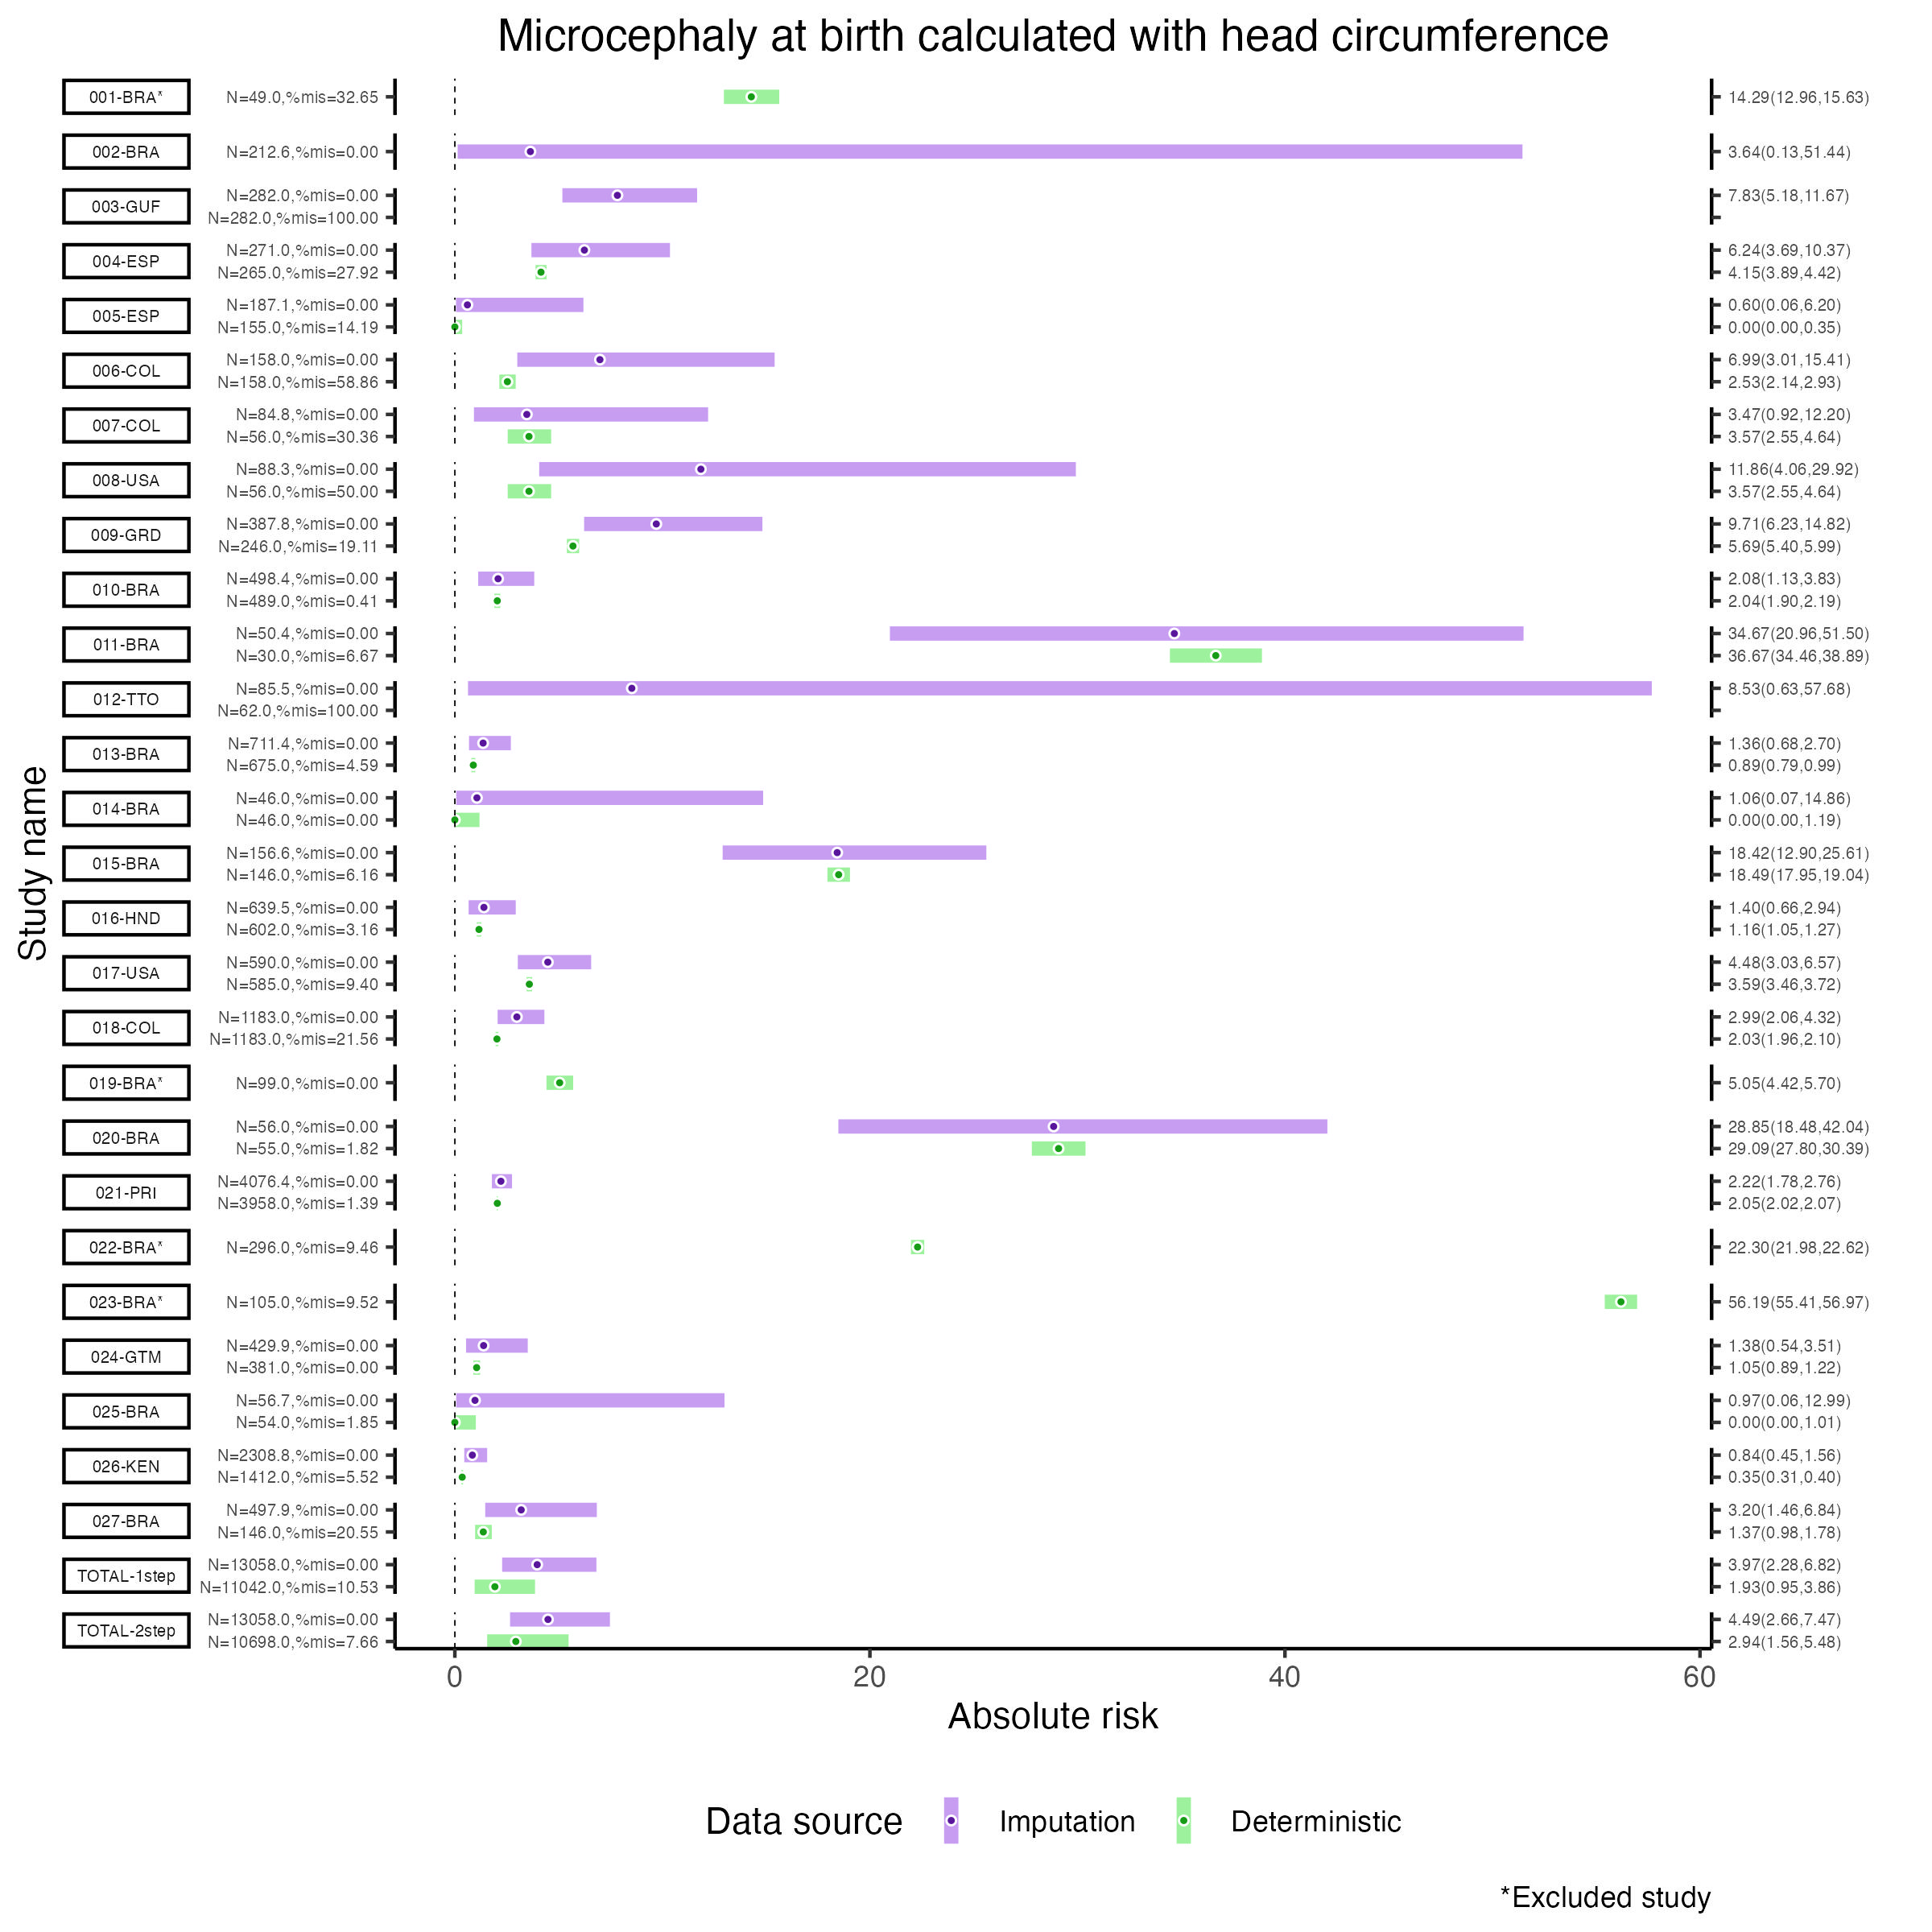 Microcephaly at birth calculated with head circumference
001-BRA* N=49.0,%mis=32.65 14.29(12.96,15.63)
002-BRA N=212.6,%mis=0.00 3.64(0.13,51.44)
003-GUF N=282.0,%mis=0.00 7.83(5.18,11.67)
N=282.0,%mis=100.00
004-ESP N=271.0,%mis=0.00 6.24(3.69,10.37)
N=265.0,%mis=27.92 4.15(3.89,4.42)
005-ESP N=187.1,%mis=0.00 0.60(0.06,6.20)
N=155.0,%mis=14.19 0.00(0.00,0.35)
006-COL N=158.0,%mis=0.00 6.99(3.01,15.41)
N=158.0,%mis=58.86 2.53(2.14,2.93)
007-COL N=84.8,%mis=0.00 3.47(0.92,12.20)
N=56.0,%mis=30.36 3.57(2.55,4.64)
008-USA N=88.3,%mis=0.00 11.86(4.06,29.92)
N=56.0,%mis=50.00 3.57(2.55,4.64)
009-GRD N=387.8,%mis=0.00 9.71(6.23,14.82)
N=246.0,%mis=19.11 5.69(5.40,5.99)
010-BRA N=498.4,%mis=0.00 2.08(1.13,3.83)
N=489.0,%mis=0.41 2.04(1.90,2.19)
011-BRA N=50.4,%mis=0.00 34.67(20.96,51.50)
N=30.0,%mis=6.67 36.67(34.46,38.89)
012-TTO N=85.5,%mis=0.00 8.53(0.63,57.68)
N=62.0,%mis=100.00
013-BRA N=711.4,%mis=0.00 1.36(0.68,2.70)
N=675.0,%mis=4.59 0.89(0.79,0.99)
014-BRA N=46.0,%mis=0.00 1.06(0.07,14.86)
N=46.0,%mis=0.00 0.00(0.00,1.19)
015-BRA N=156.6,%mis=0.00 18.42(12.90,25.61)
N=146.0,%mis=6.16 18.49(17.95,19.04)
016-HND N=639.5,%mis=0.00 1.40(0.66,2.94)
N=602.0,%mis=3.16 1.16(1.05,1.27)
017-USA N=590.0,%mis=0.00 4.48(3.03,6.57)
N=585.0,%mis=9.40 3.59(3.46,3.72)
018-COL N=1183.0,%mis=0.00 2.99(2.06,4.32)
N=1183.0,%mis=21.56 2.03(1.96,2.10)
019-BRA* N=99.0,%mis=0.00 5.05(4.42,5.70)
020-BRA N=56.0,%mis=0.00 28.85(18.48,42.04)
N=55.0,%mis=1.82 29.09(27.80,30.39)
021-PRI N=4076.4,%mis=0.00 2.22(1.78,2.76)
N=3958.0,%mis=1.39 2.05(2.02,2.07)
022-BRA* N=296.0,%mis=9.46 22.30(21.98,22.62)
023-BRA* N=105.0,%mis=9.52 56.19(55.41,56.97)
024-GTM N=429.9,%mis=0.00 1.38(0.54,3.51)
N=381.0,%mis=0.00 1.05(0.89,1.22)
025-BRA N=56.7,%mis=0.00 0.97(0.06,12.99)
N=54.0,%mis=1.85 0.00(0.00,1.01)
026-KEN N=2308.8,%mis=0.00 0.84(0.45,1.56)
N=1412.0,%mis=5.52 0.35(0.31,0.40)
027-BRA N=497.9,%mis=0.00 3.20(1.46,6.84)
N=146.0,%mis=20.55 1.37(0.98,1.78)
TOTAL-1step N=13058.0,%mis=0.00 3.97(2.28,6.82)
N=11042.0,%mis=10.53 1.93(0.95,3.86)
TOTAL-2step N=13058.0,%mis=0.00 4.49(2.66,7.47)
N=10698.0,%mis=7.66 2.94(1.56,5.48)
Study name
0 20 40 60
Absolute risk
Data source Imputation Deterministic
*Excluded study